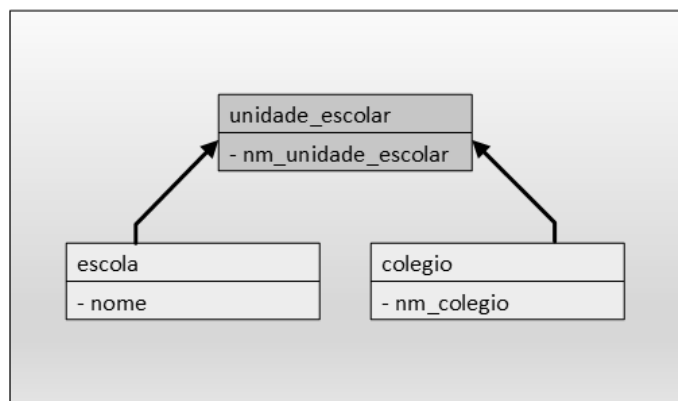 unidade_escolar
- nm_unidade_escolar
escola
- nome
colegio
- nm_colegio